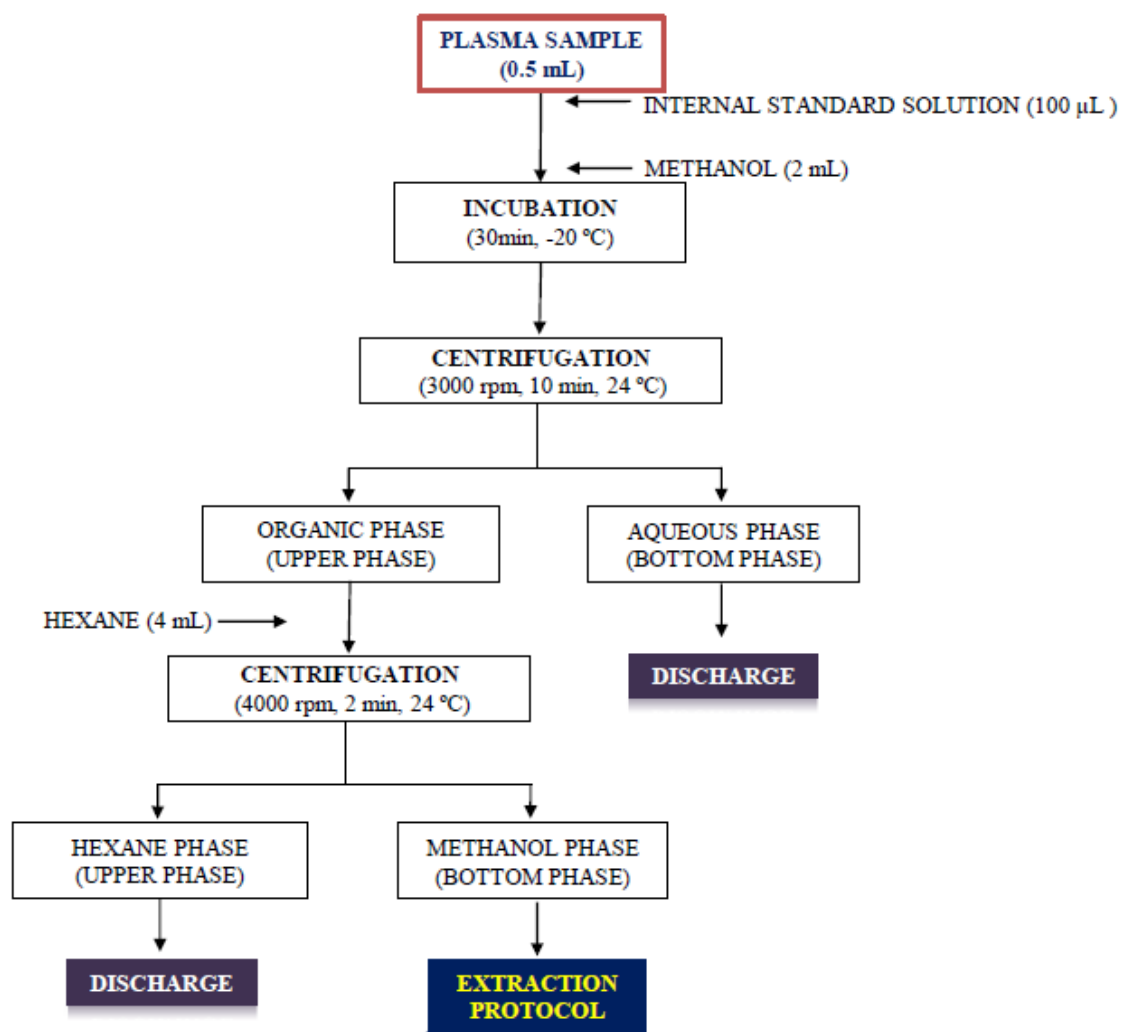 PLASMA SAMPLE
(0.5 mL)
INTERNAL STANDARD SOLUTION (100 µL )
METHANOL (2 mL)
INCUBATION
(30min, -20 ºC)
CENTRIFUGATION
(3000 rpm, 10 min, 24 ºC)
ORGANIC PHASE
(UPPER PHASE)
AQUEOUS PHASE
(BOTTOM PHASE)
HEXANE (4 mL)
CENTRIFUGATION
(4000 rpm, 2 min, 24 ºC)
DISCHARGE
HEXANE PHASE
(UPPER PHASE)
METHANOL PHASE
(BOTTOM PHASE)
DISCHARGE
EXTRACTION
PROTOCOL